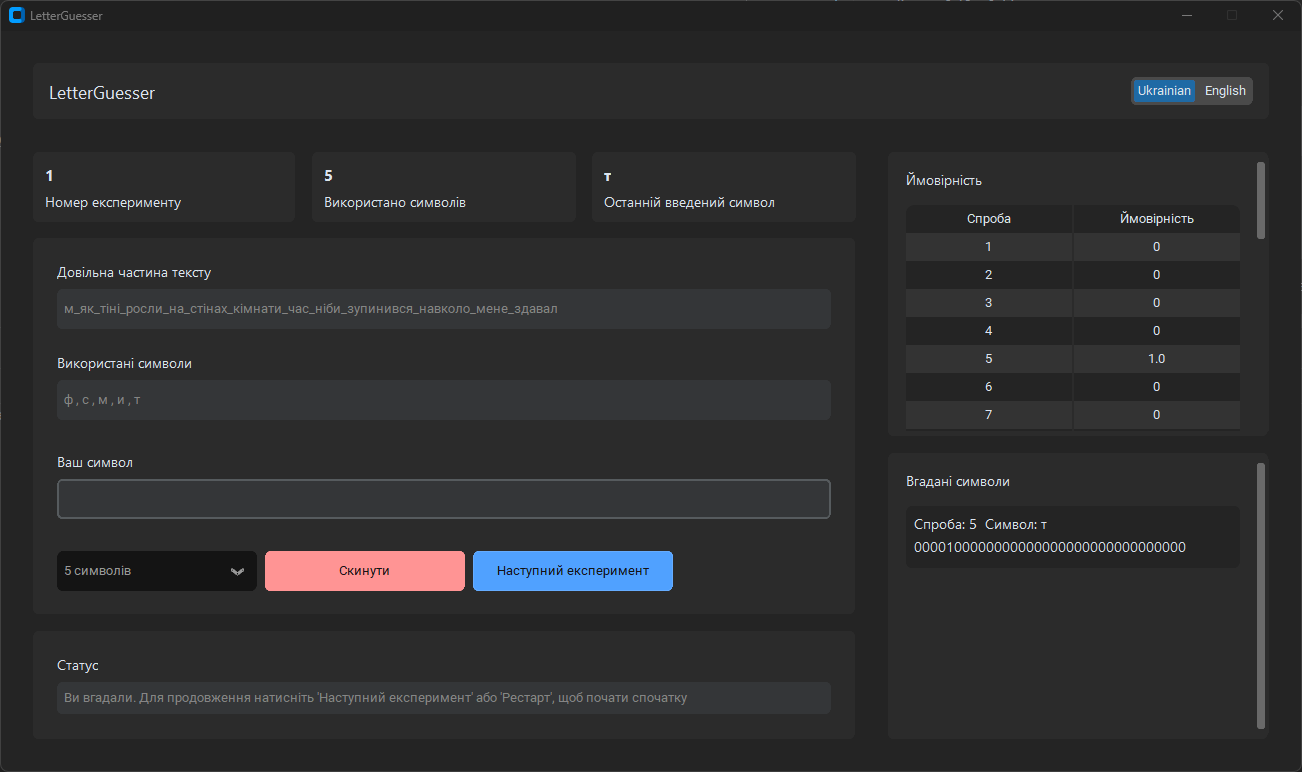 LetterGuesser
LetterGuesser
Ukrainian English
1
Номер експерименту
5
Використано символів
т
Останній введений символ
Довільна частина тексту
м_як_тіні_росли_на_стінах_кімнати_час_ніби_зупинився_навколо_мене_здавал
Використані символи
ф , с , м , и , т
Ваш символ
5 символів
Скинути
Наступний експеримент
Статус
Ви вгадали. Для продовження натисніть 'Наступний експеримент' або 'Рестарт', щоб почати спочатку
Ймовірність
Спроба Ймовірність
1 0
2 0
3 0
4 0
5 1.0
6 0
7 0
Вгадані символи
Спроба: 5 Символ: т
0000100000000000000000000000000000